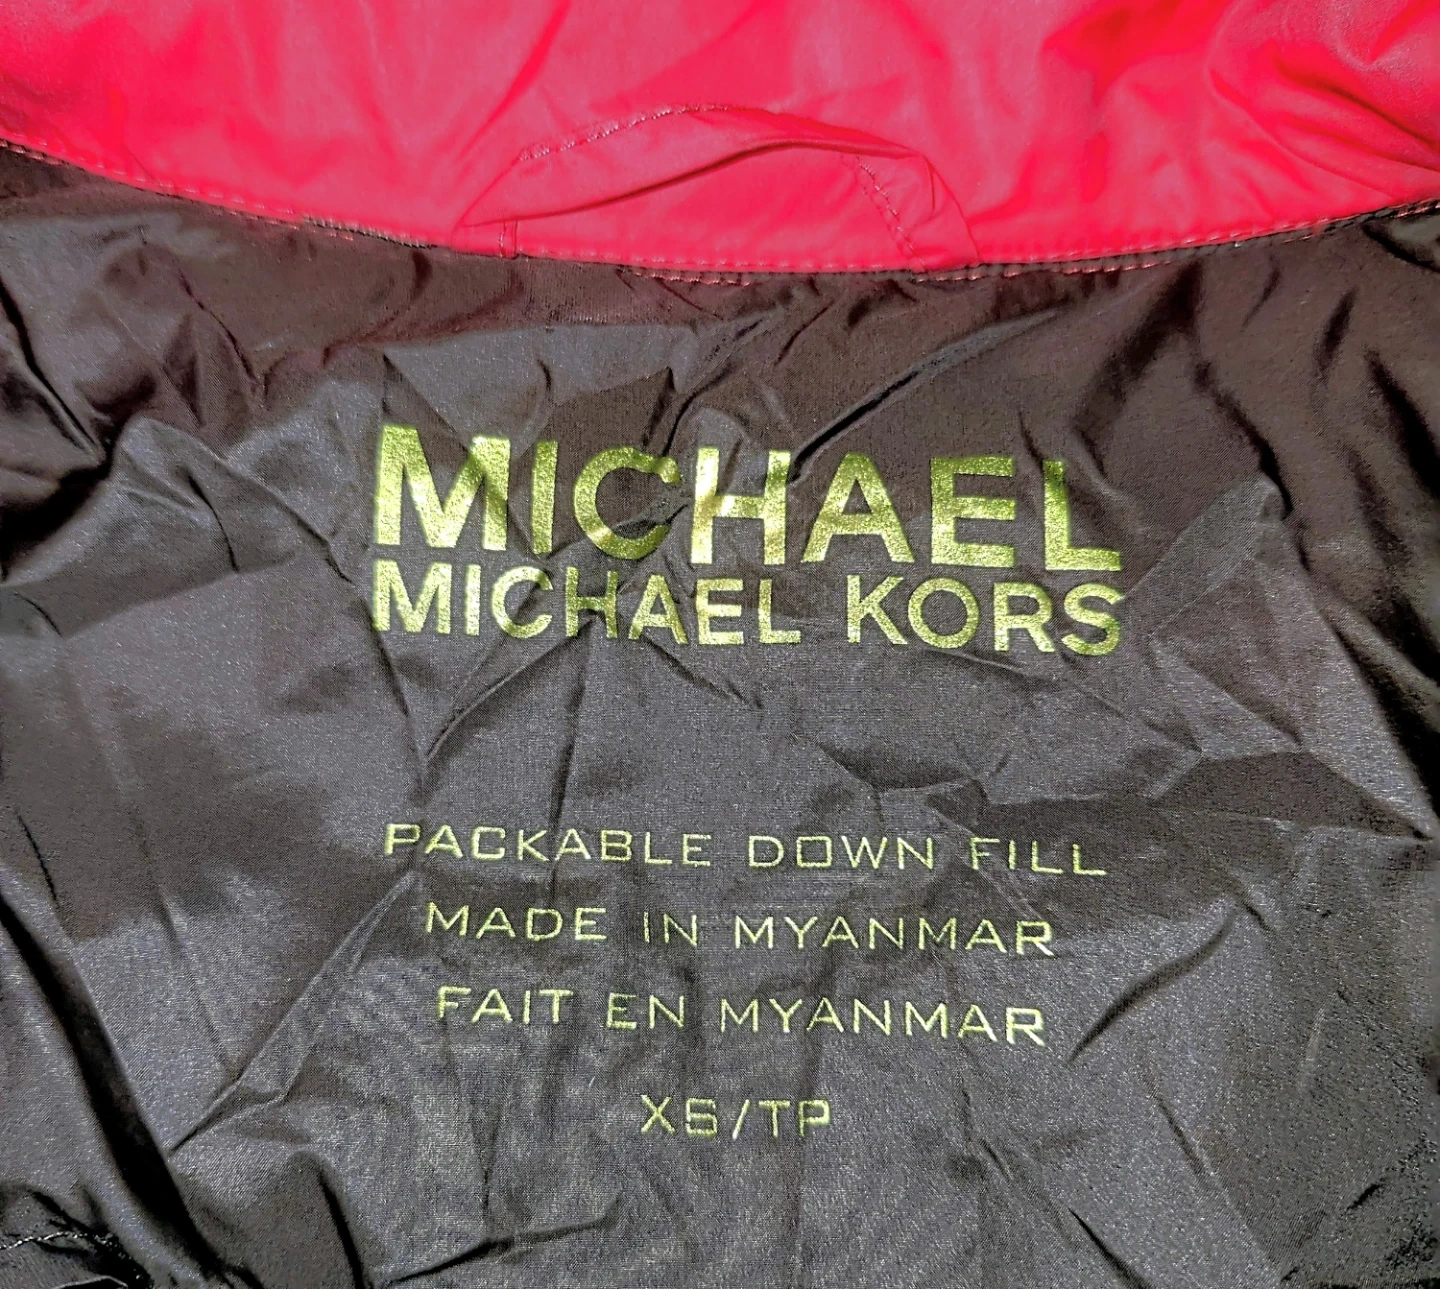 MICHAEL
MICHAEL KORS
PACKABLE DOWN FILL
MADE IN MYANMAR
FAIT EN MYANMAR
XS/TP